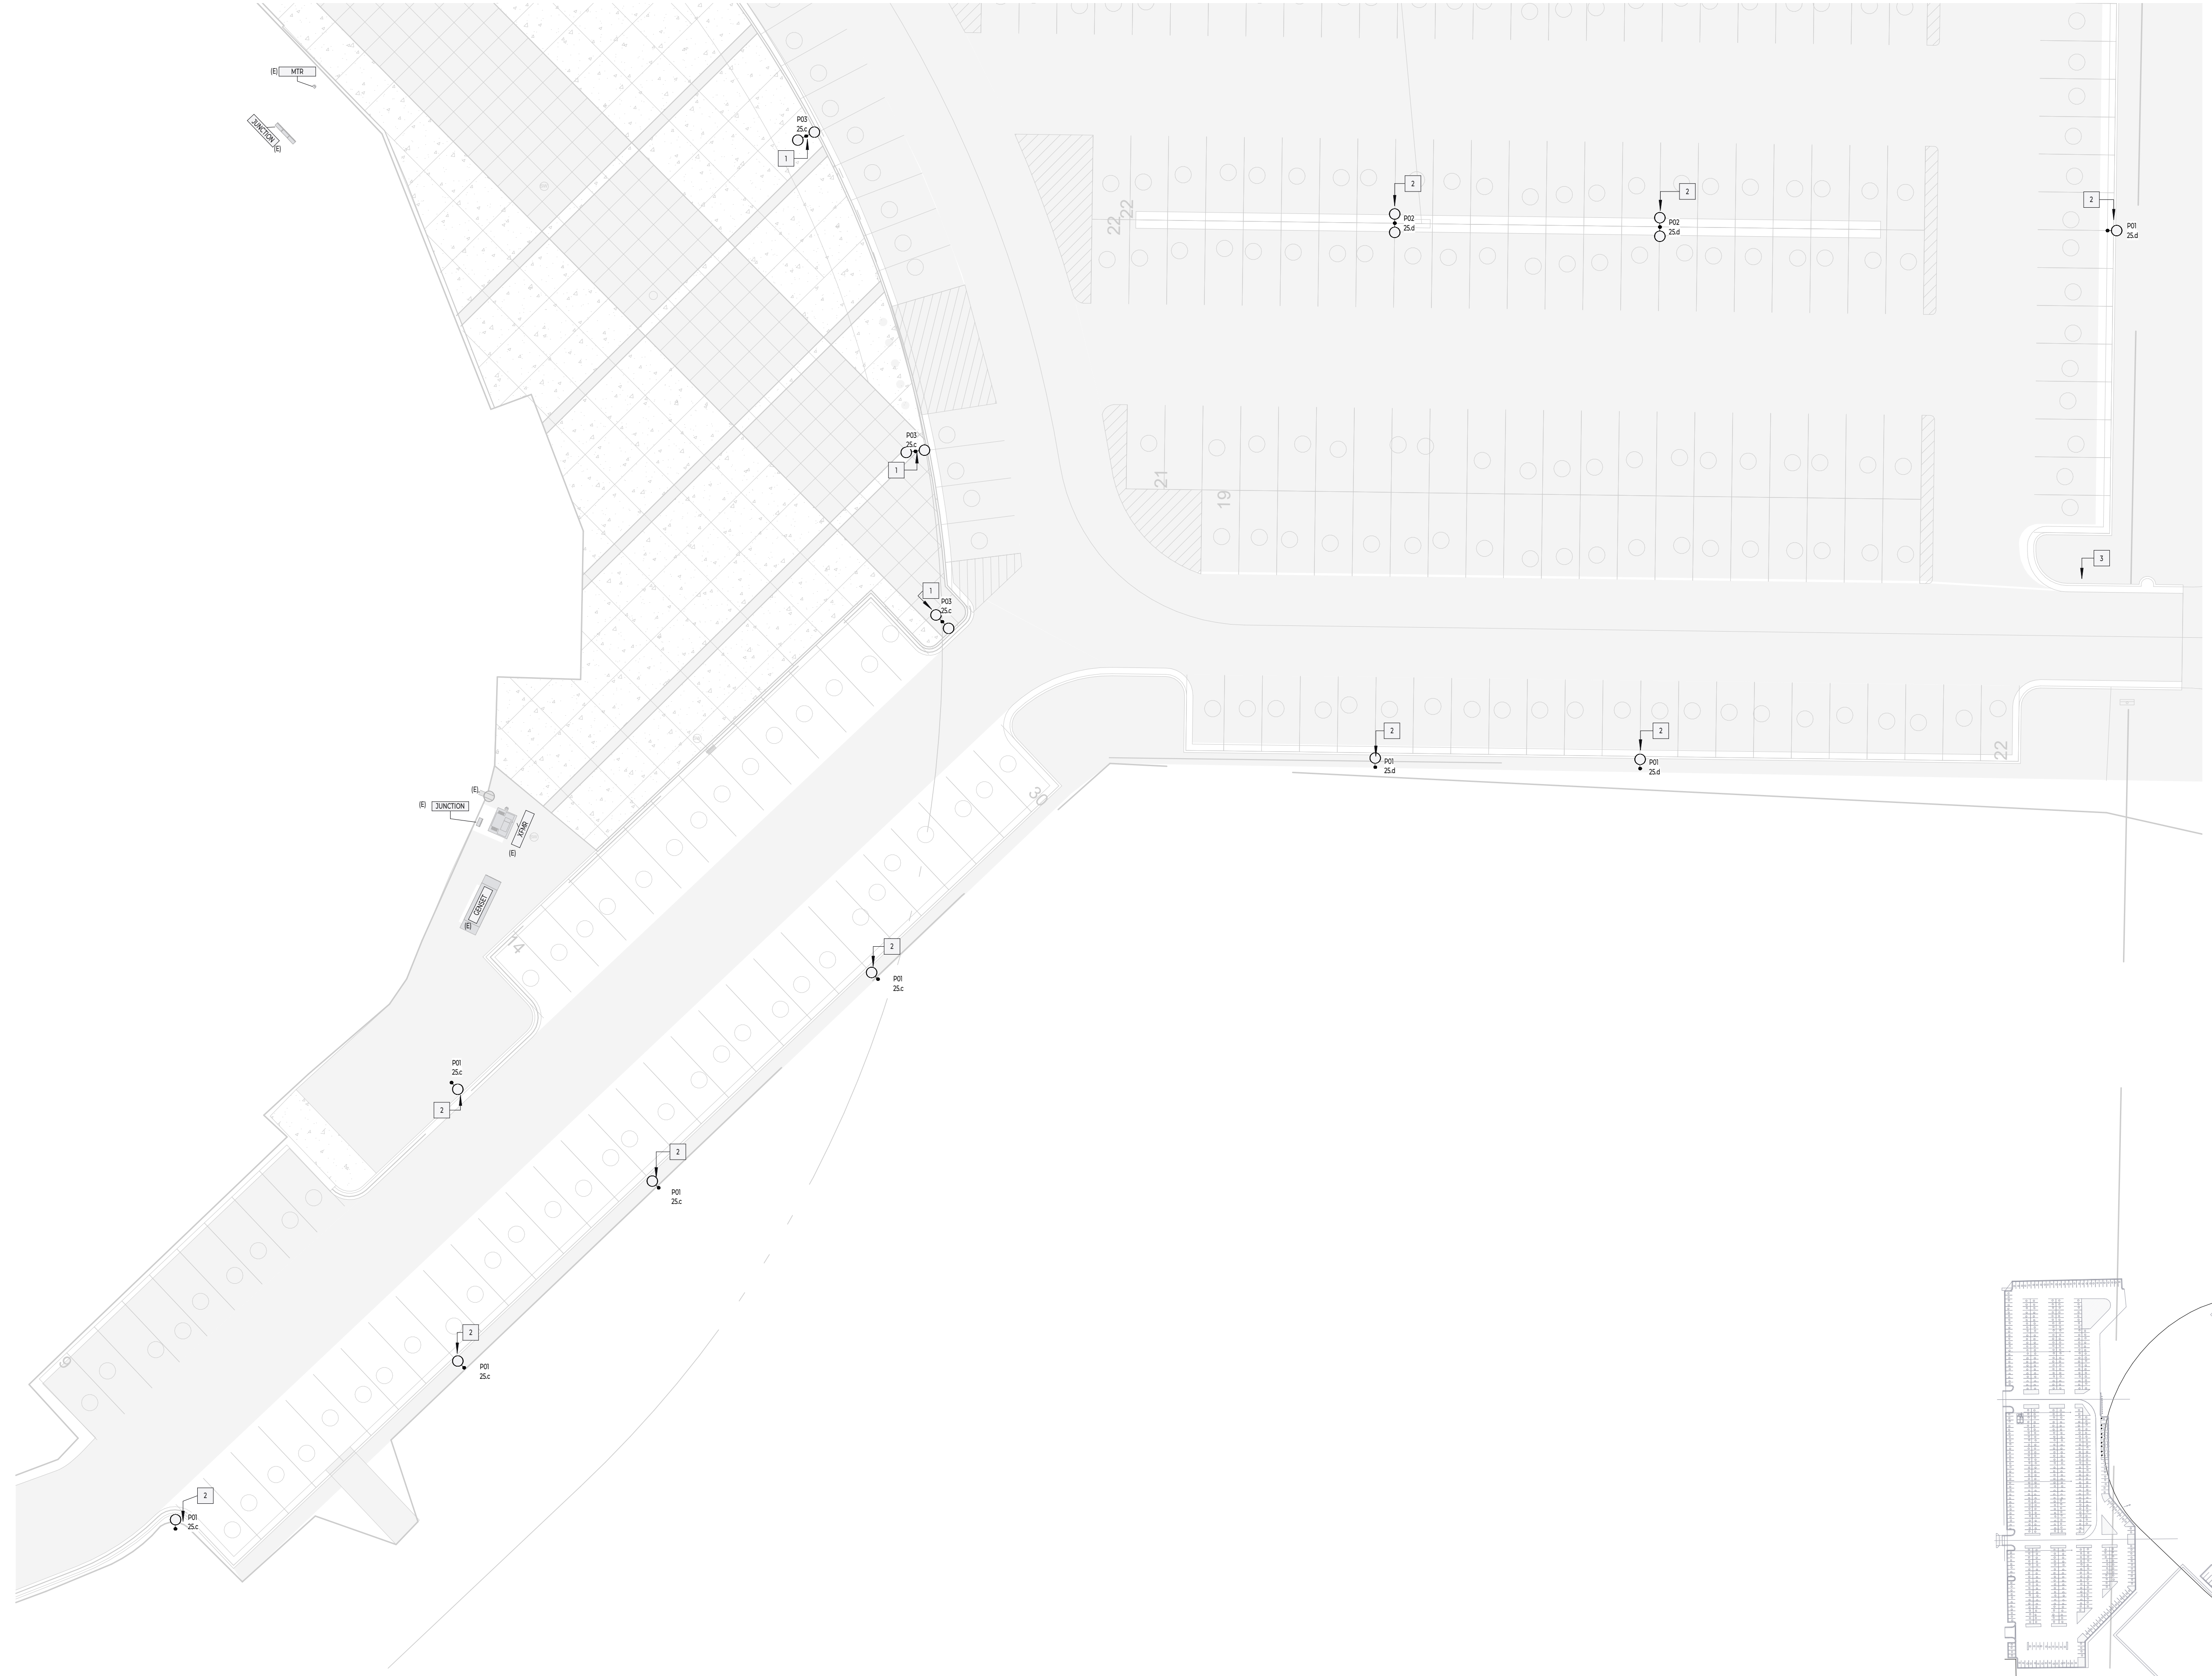 (E) MTR
JUNCTION
(E)
P03
25.c
1
2
2
P02
25.d
P02
25.d
2
P01
25.d
22
22
P03
25.c
1
21
19
3
1
P03
25.c
2
P01
25.d
2
P01
25.d
22
30
(E)
(E) JUNCTION
XFMR
(E)
GENSET
(E)
14
2
P01
25.c
P01
25.c
2
2
P01
25.c
2
P01
25.c
9
2
P01
25.c